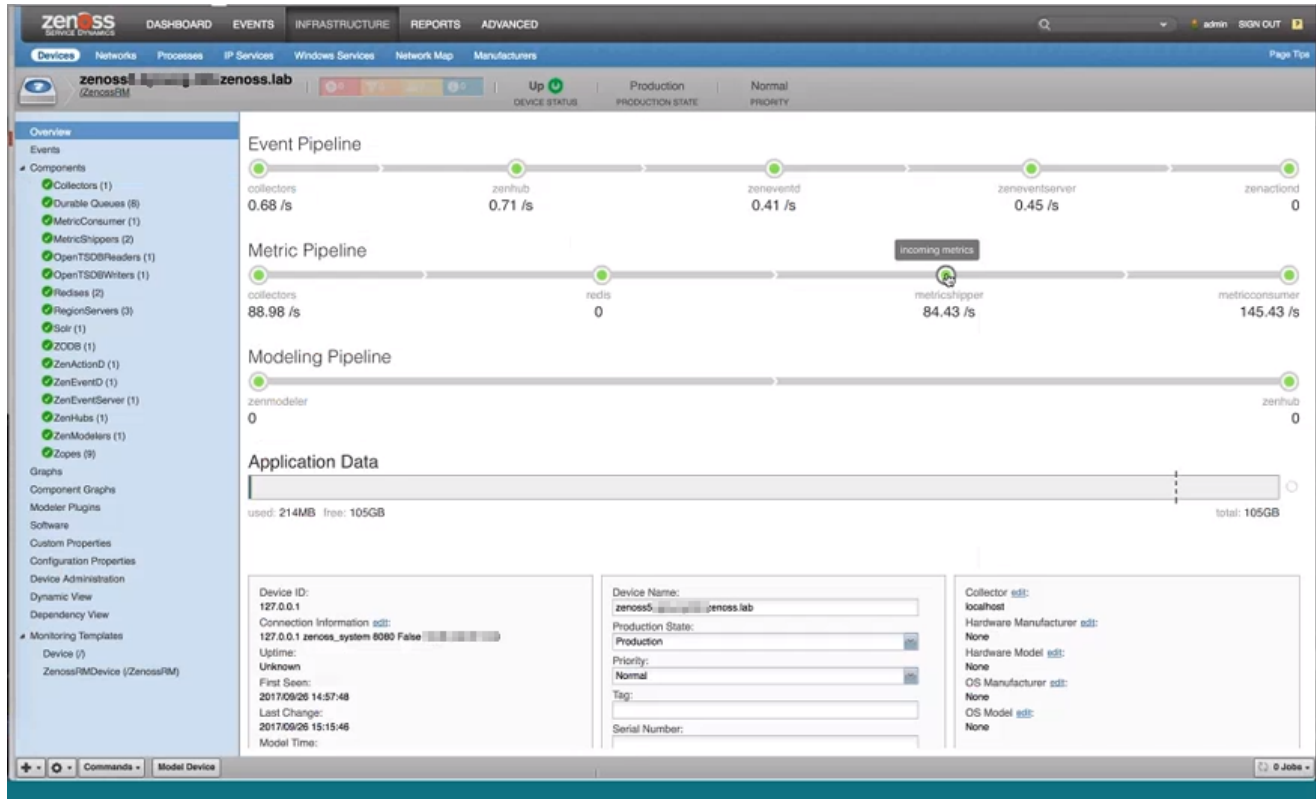 zenoss
SERVICE DYNAMICS
DASHBOARD EVENTS INFRASTRUCTURE REPORTS ADVANCED
admin SIGN OUT
Devices Networks Processes IP Services Windows Services Network Map Manufacturers
Page Tips
zenoss5 zenoss.lab
/ZenossRM
0 0
Up Production Normal
DEVICE STATUS PRODUCTION STATE PRIORITY
Overview
Events
Components
Collectors (1)
Durable Queues (8)
MetricConsumer (1)
MetricShippers (2)
OpenTSDBReaders (1)
OpenTSDBWriters (1)
Redises (2)
RegionServers (3)
Solr (1)
ZODB (1)
ZenActionD (1)
ZenEventD (1)
ZenEventServer (1)
ZenHubs (1)
ZenModelers (1)
Zopes (9)
Graphs
Component Graphs
Modeler Plugins
Software
Custom Properties
Configuration Properties
Device Administration
Dynamic View
Dependency View
Monitoring Templates
Device (/)
ZenossRMDevice (/ZenossRM)
Event Pipeline
collectors zenhub zeneventd zeneventserver zenactiond
0.68 /s 0.71 /s 0.41 /s 0.45 /s 0
Metric Pipeline
incoming metrics
collectors redis metricshipper metricconsumer
88.98 /s 0 84.43 /s 145.43 /s
Modeling Pipeline
zenmodeler zenhub
0 0
Application Data
used: 214MB free: 105GB total: 105GB
Device ID:
127.0.0.1
Connection Information edit:
127.0.0.1 zenoss_system 8080 False
Uptime:
Unknown
First Seen:
2017/09/26 14:57:48
Last Change:
2017/09/26 15:15:46
Model Time:
Device Name:
zenoss5 zenoss.lab
Production State:
Production
Priority:
Normal
Tag:
Serial Number:
Collector edit:
localhost
Hardware Manufacturer edit:
None
Hardware Model edit:
None
OS Manufacturer edit:
None
OS Model edit:
None
Commands Model Device
0 Jobs